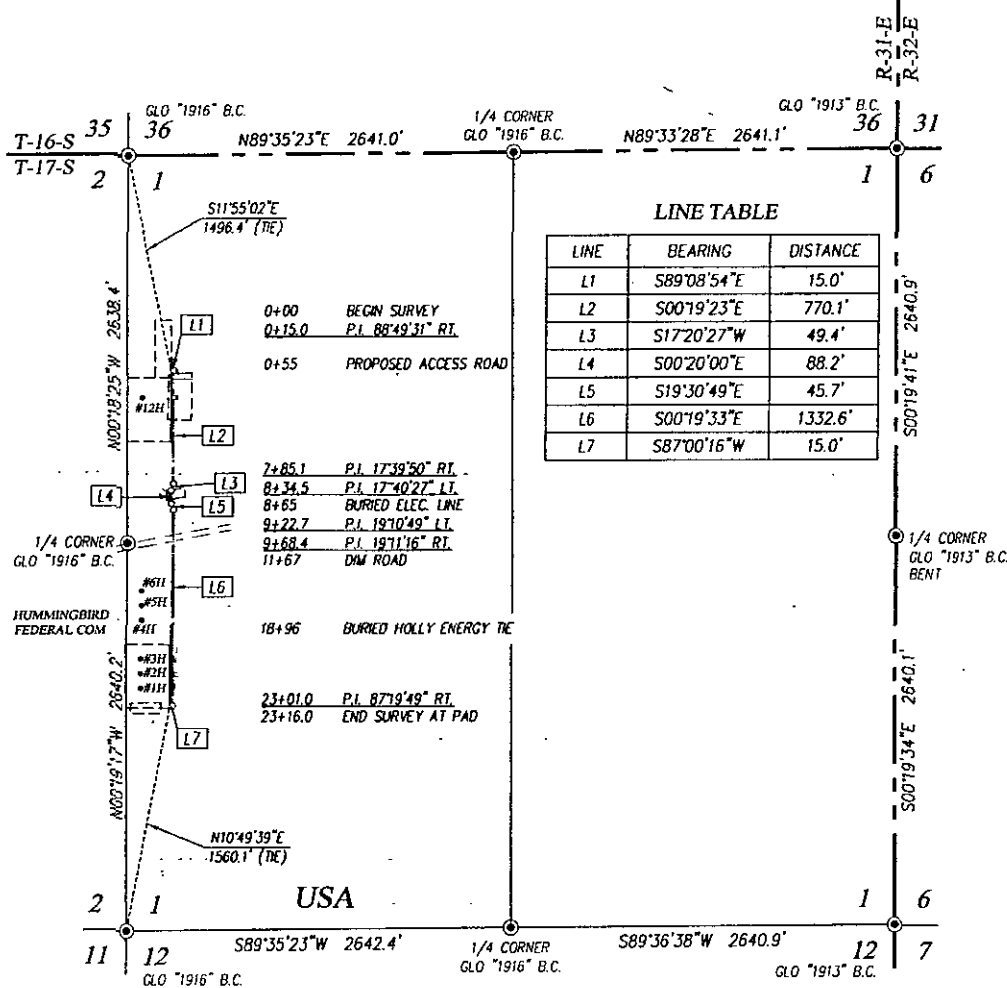 R-31-E
R-32-E
GLO "1916" B.C.
35 36
T-16-S
T-17-S
2 1
N89°35'23"E 2641.0'
1/4 CORNER
GLO "1916" B.C.
N89°33'28"E 2641.1'
GLO "1913" B.C.
36 31
1 6
S11°55'02"E
1496.4' (TIE)
LINE TABLE
LINE BEARING DISTANCE
L1 S89°08'54"E 15.0'
L2 S00°19'23"E 770.1'
L3 S17°20'27"W 49.4'
L4 S00°20'00"E 88.2'
L5 S19°30'49"E 45.7'
L6 S00°19'33"E 1332.6'
L7 S87°00'16"W 15.0'
N00°18'25"W 2638.4'
S00°19'41"E 2640.9'
L1
0+00 BEGIN SURVEY
0+15.0 P.I. 88°49'31" RT.
0+55 PROPOSED ACCESS ROAD
#12H
L2
7+85.1 P.I. 17°39'50" RT.
L3
8+34.5 P.I. 17°40'27" LT.
L4
L5
8+65 BURIED ELEC. LINE
9+22.7 P.I. 19°10'49" LT.
9+68.4 P.I. 19°11'16" RT.
11+67 DIM ROAD
1/4 CORNER
GLO "1916" B.C.
1/4 CORNER
GLO "1913" B.C.
BENT
L6
#6H
#5H
#4H
HUMMINGBIRD
FEDERAL COM
18+96 BURIED HOLLY ENERGY TIE
#3H
#2H
#1H
23+01.0 P.I. 87°19'49" RT.
23+16.0 END SURVEY AT PAD
L7
N00°19'17"W 2640.2'
S00°19'34"E 2640.1'
N10°49'39"E
1560.1' (TIE)
USA
2 1
11 12
GLO "1916" B.C.
S89°35'23"W 2642.4'
1/4 CORNER
GLO "1916" B.C.
S89°36'38"W 2640.9'
1 6
12 7
GLO "1913" B.C.